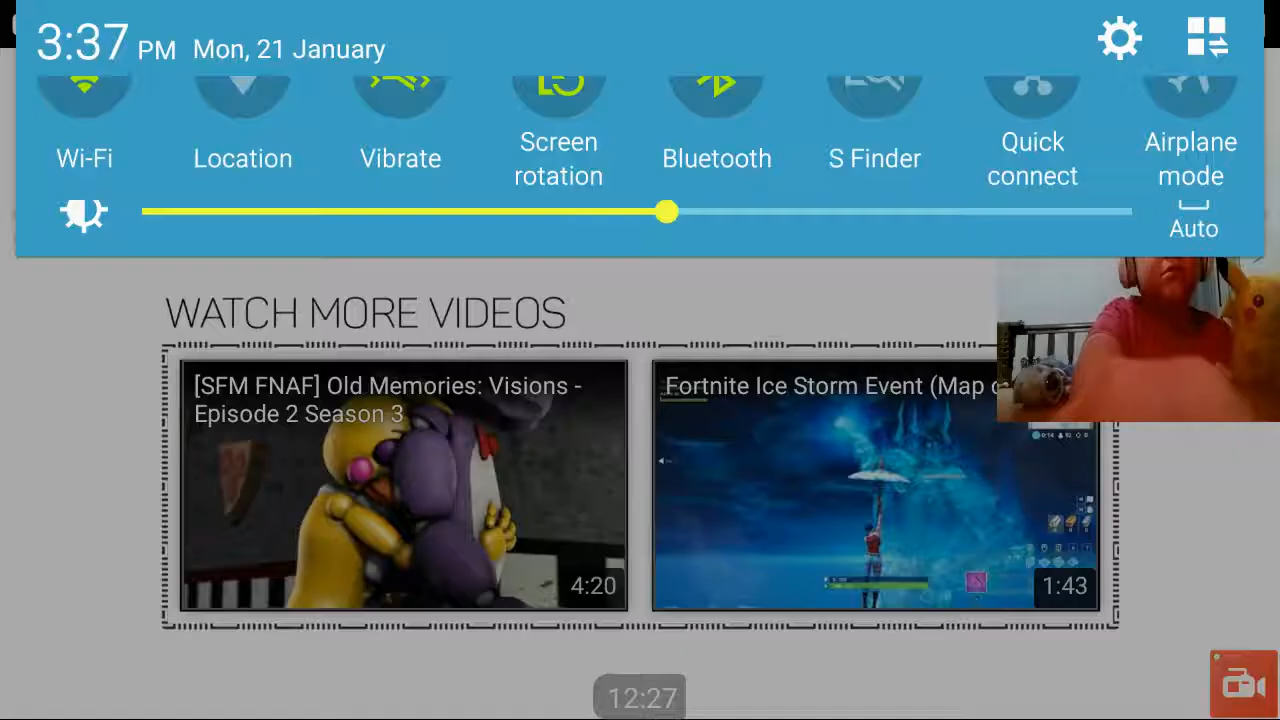 3:37 PM Mon, 21 January
Wi-Fi
Location
Vibrate
Screen
rotation
Bluetooth
S Finder
Quick
connect
Airplane
mode
Auto
WATCH MORE VIDEOS
[SFM FNAF] Old Memories: Visions -
Episode 2 Season 3
4:20
Fortnite Ice Storm Event (Map
1:43
12:27